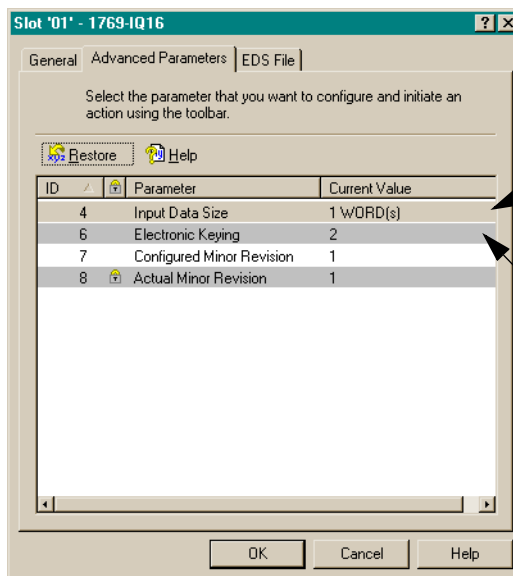 Slot '01' - 1769-IQ16
General Advanced Parameters EDS File
Select the parameter that you want to configure and initiate an
action using the toolbar.
Restore Help
ID Parameter Current Value
4 Input Data Size 1 WORD(s)
6 Electronic Keying 2
7 Configured Minor Revision 1
8 Actual Minor Revision 1
OK Cancel Help